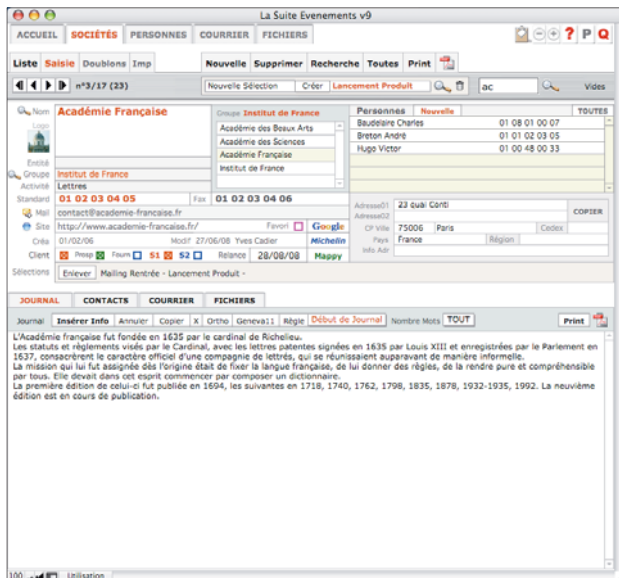 La Suite Evenements v9
ACCUEIL SOCIÉTÉS PERSONNES COURRIER FICHIERS ? P Q
Liste Saisie Doublons Imp Nouvelle Supprimer Recherche Toutes Print
n°3/17 (23) Nouvelle Sélection Créer Lancement Produit ac Vides
Nom Académie Française Groupe Institut de France Personnes Nouvelle TOUTES
Logo Académie des Beaux Arts Baudelaire Charles 01 08 01 00 07
Académie des Sciences Breton André 01 01 02 03 05
Académie Française Hugo Victor 01 00 48 00 33
Entité Institut de France
Groupe Institut de France
Activité Lettres
Standard 01 02 03 04 05 Fax 01 02 03 04 06 Adresse01 23 quai Conti COPIER
Mail contact@academie-francaise.fr Adresse02
Site http://www.academie-francaise.fr/ Favori Google CP Ville 75006 Paris Cedex
Créa 01/02/06 Modif 27/06/08 Yves Cadier Michelin Pays France Région
Client Prosp Fourn S1 S2 Relance 28/08/08 Mappy Info Adr
Sélections Enlever Mailing Rentrée - Lancement Produit -
JOURNAL CONTACTS COURRIER FICHIERS
Journal Insérer Info Annuler Copier X Ortho Geneva11 Règle Début de Journal Nombre Mots TOUT Print
L'Académie française fut fondée en 1635 par le cardinal de Richelieu.
Les statuts et règlements visés par le Cardinal, avec les lettres patentes signées en 1635 par Louis XIII et enregistrées par le Parlement en
1637, consacrèrent le caractère officiel d'une compagnie de lettrés, qui se réunissaient auparavant de manière informelle.
La mission qui lui fut assignée dès l'origine était de fixer la langue française, de lui donner des règles, de la rendre pure et compréhensible
par tous. Elle devait dans cet esprit commencer par composer un dictionnaire.
La première édition de celui-ci fut publiée en 1694, les suivantes en 1718, 1740, 1762, 1798, 1835, 1878, 1932-1935, 1992. La neuvième
édition est en cours de publication.
100 Utilisation